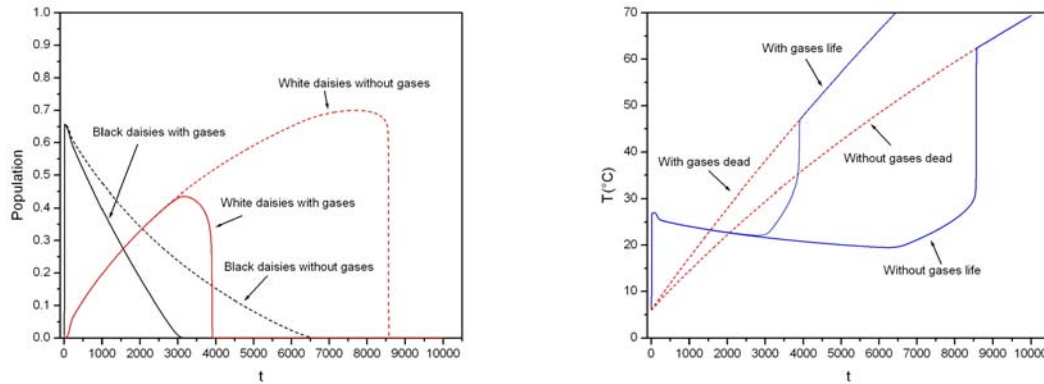 1.0
0.9
0.8
0.7
0.6
0.5
0.4
0.3
0.2
0.1
0.0
Population
White daisies without gases
Black daisies with gases
White daisies with gases
Black daisies without gases
0 1000 2000 3000 4000 5000 6000 7000 8000 9000 10000
t
70
60
50
40
30
20
10
0
T(°C)
With gases life
With gases dead
Without gases dead
Without gases life
0 1000 2000 3000 4000 5000 6000 7000 8000 9000 10000
t